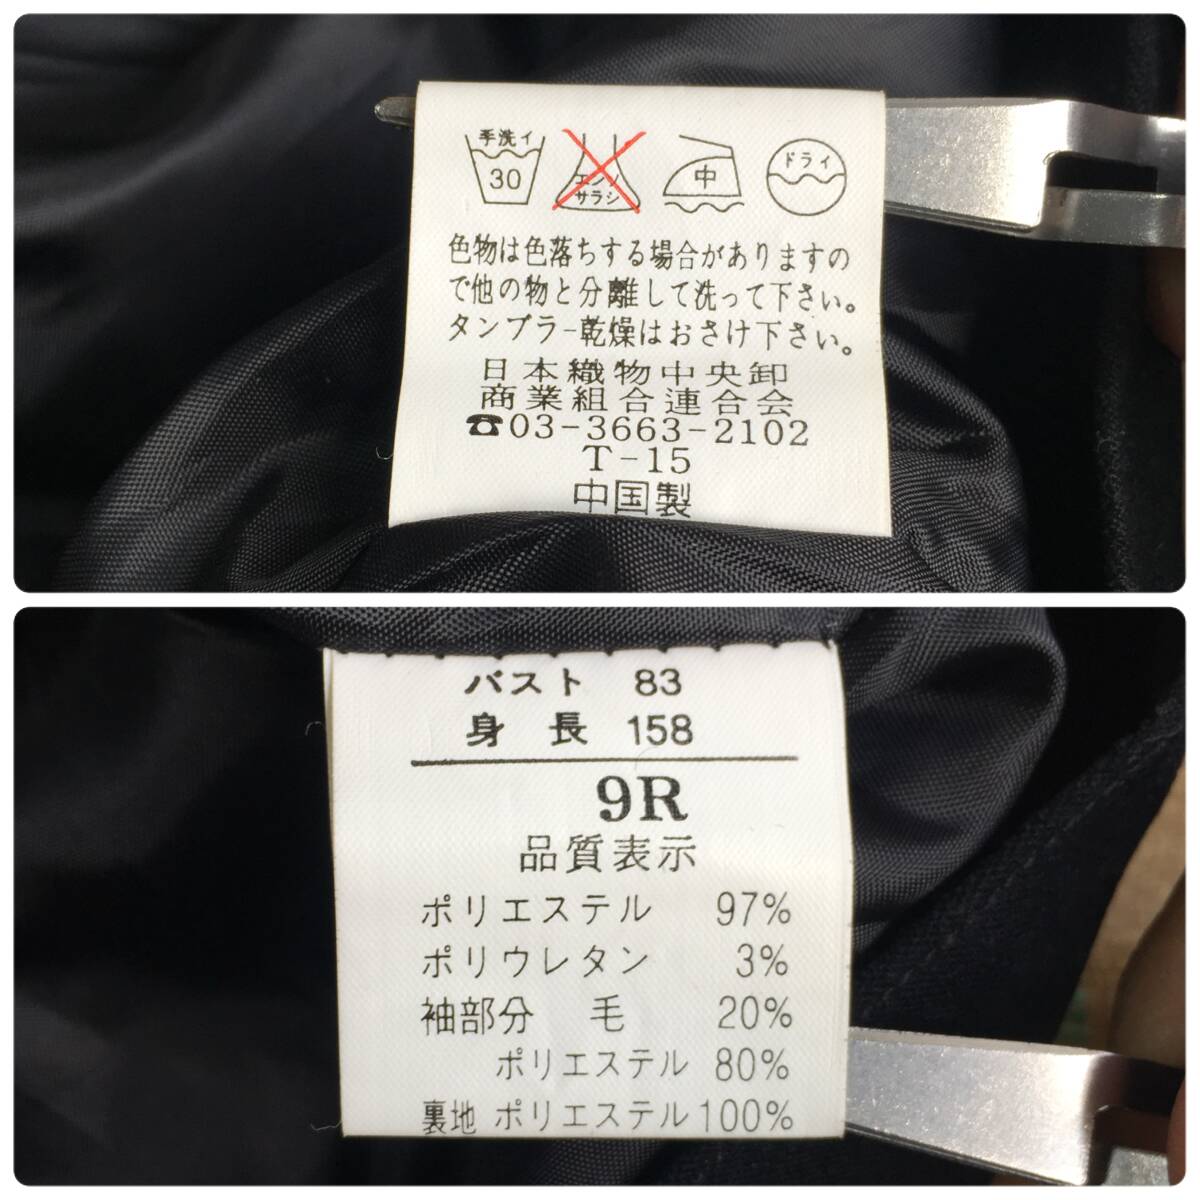 手洗イ
30
エンソ
サラシ
中
ドライ
色物は色落ちする場合がありますの
で他の物と分離して洗って下さい。
タンブラ-乾燥はおさけ下さい。
日本織物中央卸
商業組合連合会
☎03-3663-2102
T-15
中国製
バスト 83
身長 158
9R
品質表示
ポリエステル 97%
ポリウレタン 3%
袖部分 毛 20%
ポリエステル 80%
裏地 ポリエステル 100%